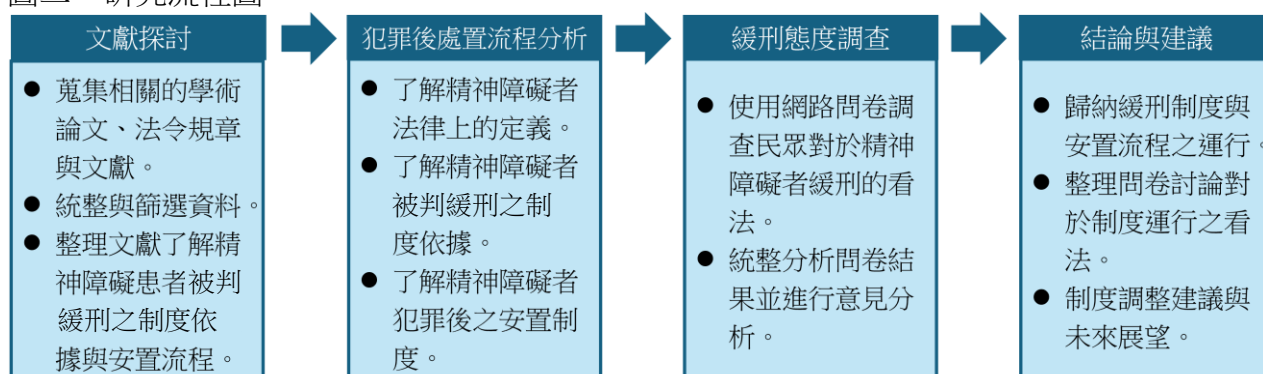 圖二 研究流程圖
文獻探討
● 蒐集相關的學術
論文、法令規章
與文獻。
● 統整與篩選資料。
● 整理文獻了解精
神障礙患者被判
緩刑之制度依
據與安置流程。
犯罪後處置流程分析
● 了解精神障礙者
法律上的定義。
● 了解精神障礙者
被判緩刑之制
度依據。
● 了解精神障礙者
犯罪後之安置制
度。
緩刑態度調查
● 使用網路問卷調
查民眾對於精神
障礙者緩刑的看
法。
● 統整分析問卷結
果並進行意見分
析。
結論與建議
● 歸納緩刑制度與
安置流程之運行。
● 整理問卷討論對
於制度運行之看
法。
● 制度調整建議與
未來展望。